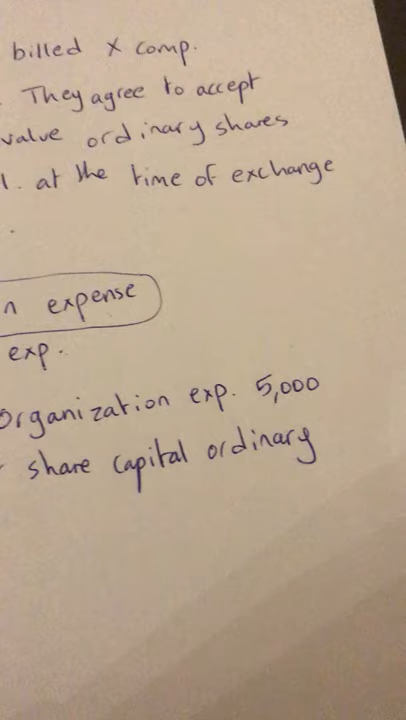 billed X comp.
. They agree to accept
value ordinary shares
1. at the time of exchange
.
n expense
exp.
Organization exp. 5,000
share capital ordinary